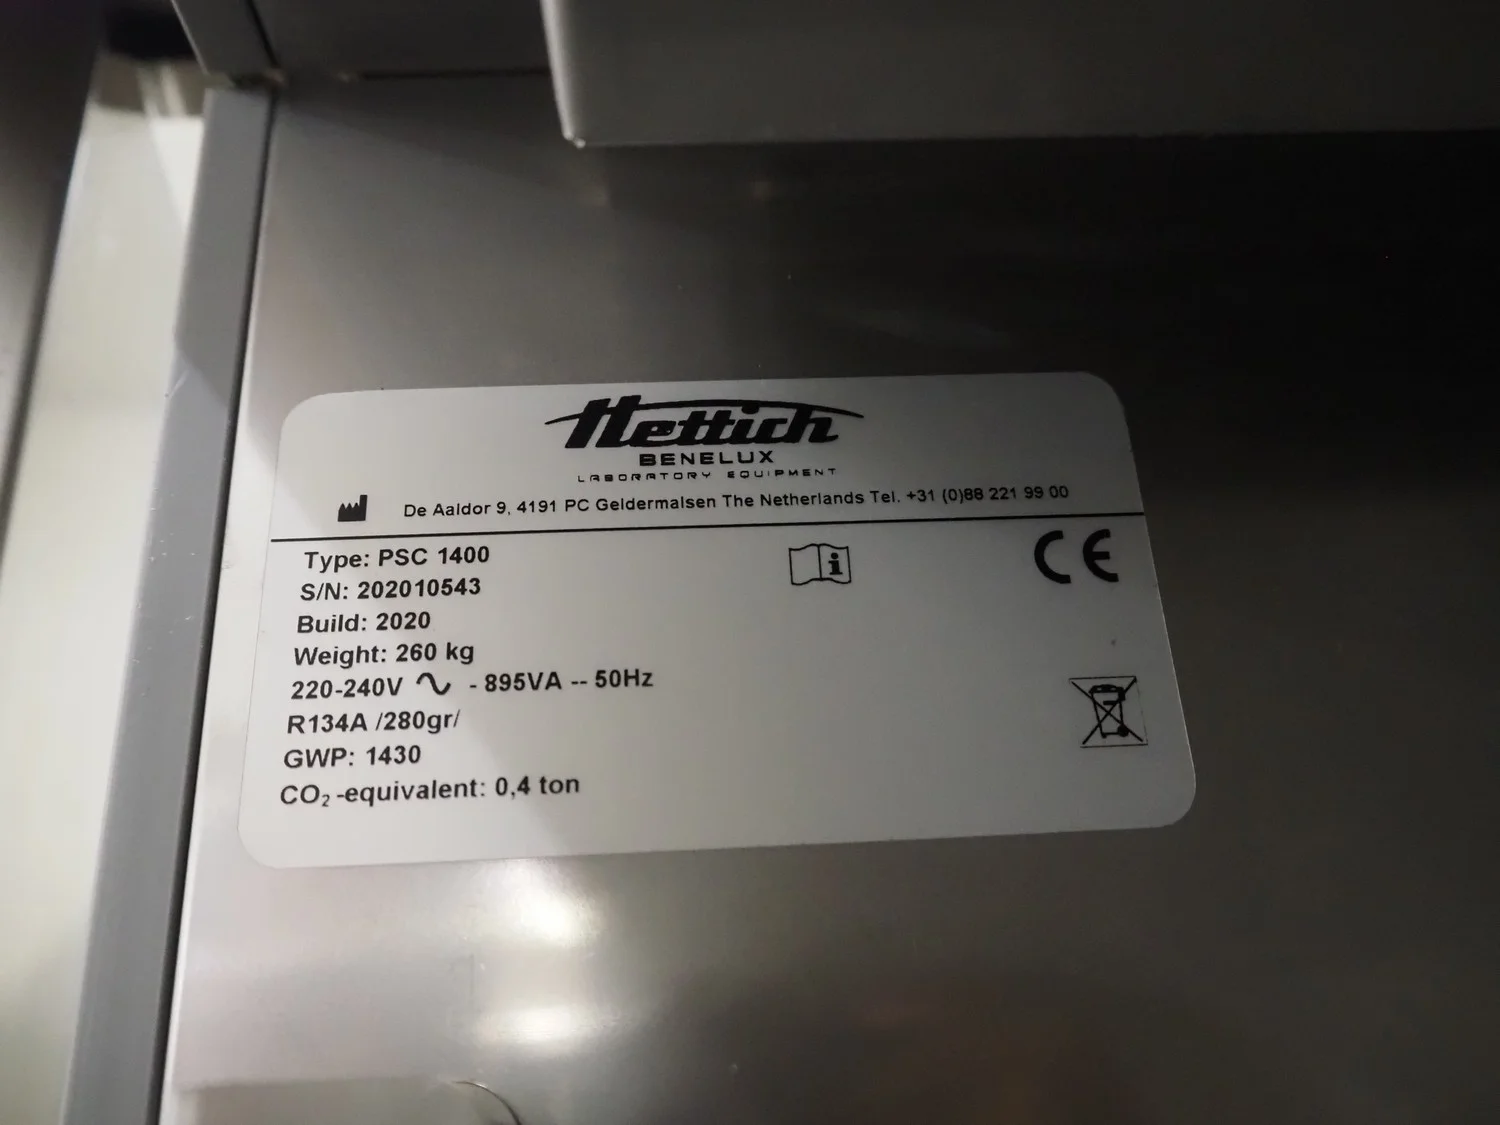 Hettich
BENELUX
LABORATORY EQUIPMENT
De Aaldor 9, 4191 PC Geldermalsen The Netherlands Tel. +31 (0)88 221 99 00
Type: PSC 1400
S/N: 202010543
Build: 2020
Weight: 260 kg
220-240V ∿ - 895VA -- 50Hz
R134A /280gr/
GWP: 1430
CO₂ -equivalent: 0,4 ton
i
CE